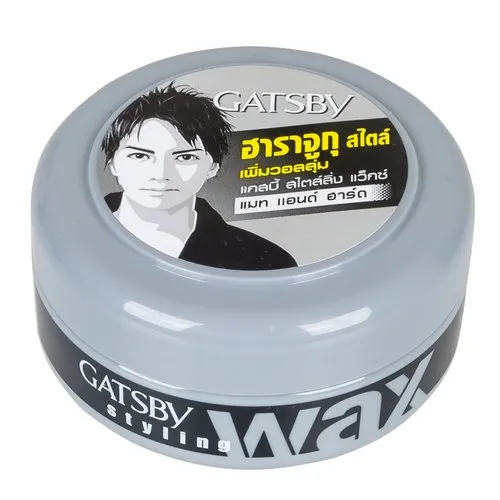 GATSBY
ฮาราจูกุ สไตล์
เพิ่มวอลลุ่ม
แกสบี้ สไตล์ลิ่ง แว็กซ์
แมท แอนด์ ฮาร์ด
GATSBY
styling
wax